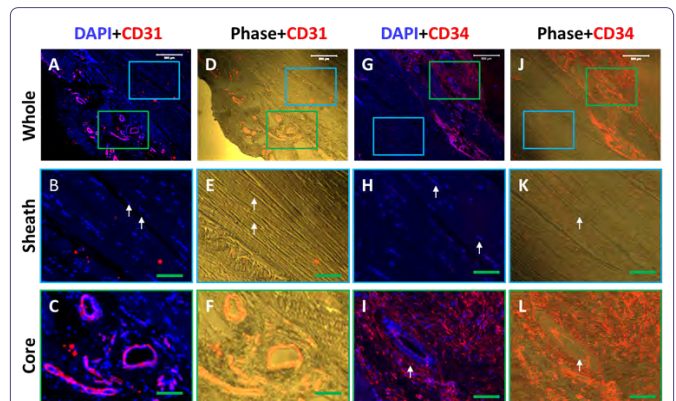 DAPI+CD31 Phase+CD31 DAPI+CD34 Phase+CD34
Whole
A D G J
Sheath
B E H K
Core
C F I L